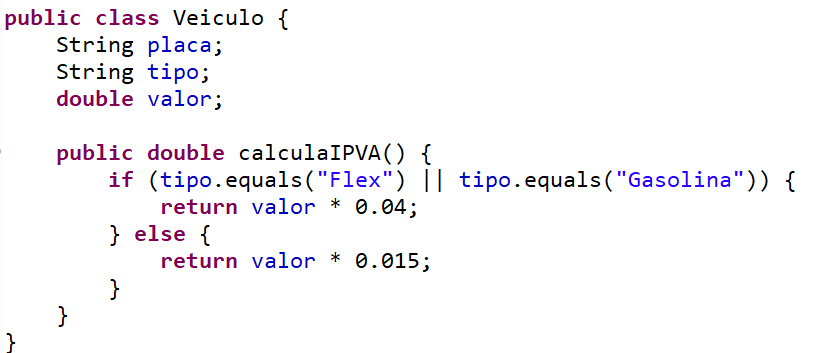 public class Veiculo {
    String placa;
    String tipo;
    double valor;

    public double calculaIPVA() {
        if (tipo.equals("Flex") || tipo.equals("Gasolina")) {
            return valor * 0.04;
        } else {
            return valor * 0.015;
        }
    }
}